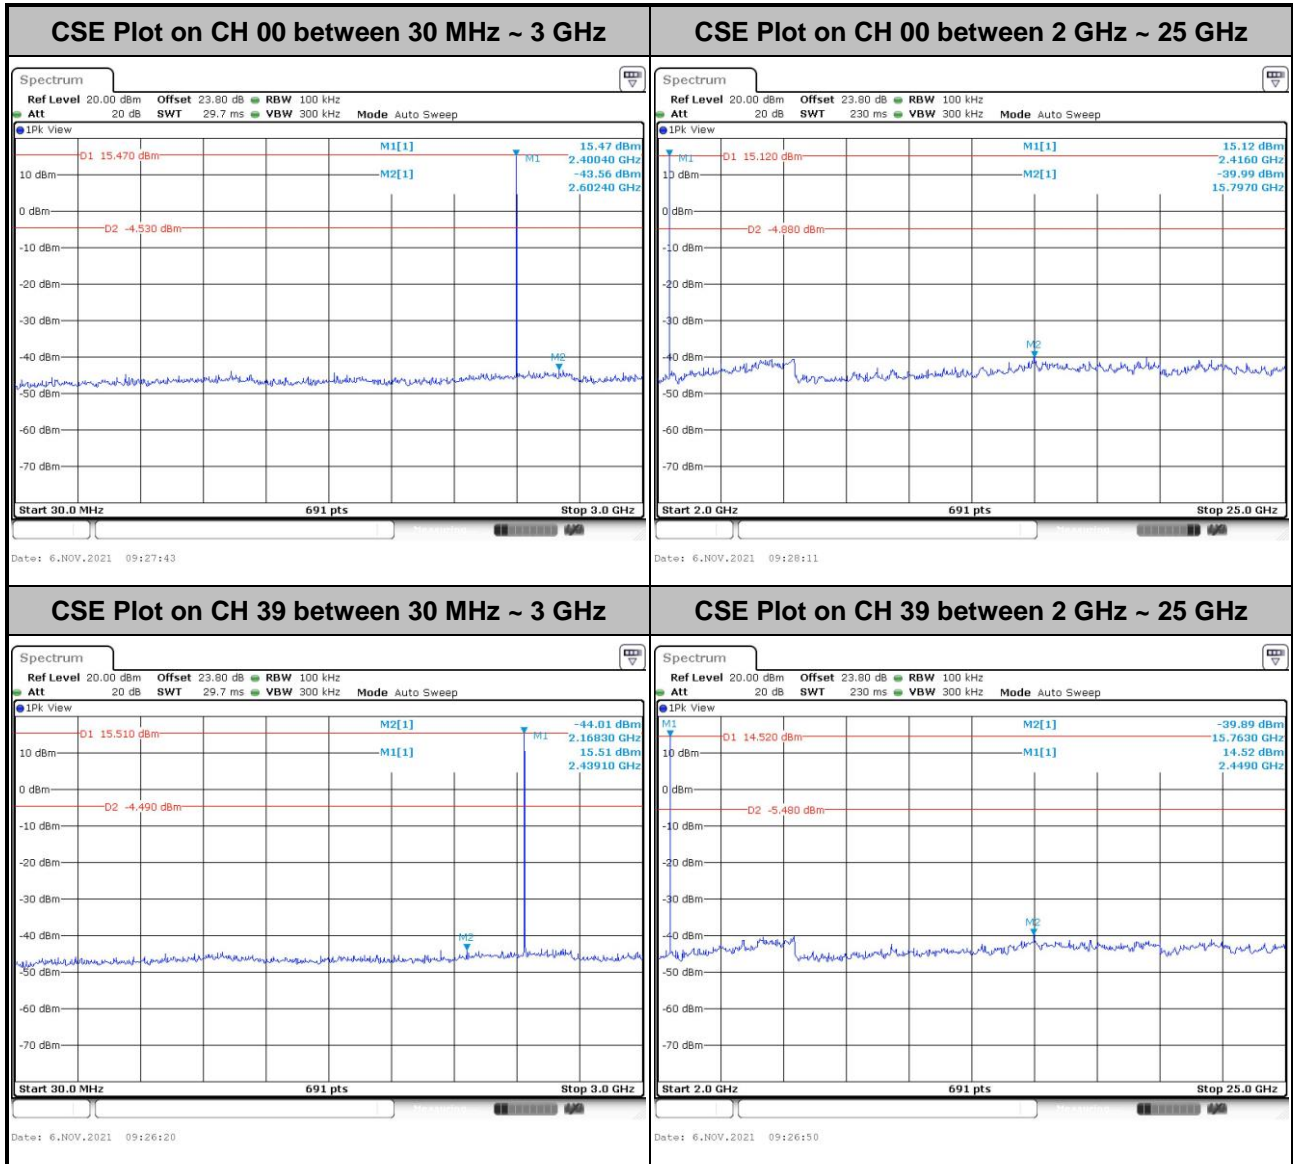 CSE Plot on CH 00 between 30 MHz ~ 3 GHz
Spectrum
Ref Level 20.00 dBm Offset 23.80 dB RBW 100 kHz
Att 20 dB SWT 29.7 ms VBW 300 kHz Mode Auto Sweep
1Pk View
M1[1] 15.47 dBm
D1 15.470 dBm
M1
2.40040 GHz
10 dBm
M2[1] -43.56 dBm
2.60240 GHz
0 dBm
D2 -4.530 dBm
-10 dBm
-20 dBm
-30 dBm
-40 dBm
M2
-50 dBm
-60 dBm
-70 dBm
Start 30.0 MHz 691 pts Stop 3.0 GHz
Date: 6.NOV.2021 09:27:43
CSE Plot on CH 00 between 2 GHz ~ 25 GHz
Spectrum
Ref Level 20.00 dBm Offset 23.80 dB RBW 100 kHz
Att 20 dB SWT 230 ms VBW 300 kHz Mode Auto Sweep
1Pk View
M1[1] 15.12 dBm
M1 D1 15.120 dBm
2.4160 GHz
10 dBm
M2[1] -39.99 dBm
15.7970 GHz
0 dBm
D2 -4.880 dBm
-10 dBm
-20 dBm
-30 dBm
M2
-40 dBm
-50 dBm
-60 dBm
-70 dBm
Start 2.0 GHz 691 pts Stop 25.0 GHz
Date: 6.NOV.2021 09:28:11
CSE Plot on CH 39 between 30 MHz ~ 3 GHz
Spectrum
Ref Level 20.00 dBm Offset 23.80 dB RBW 100 kHz
Att 20 dB SWT 29.7 ms VBW 300 kHz Mode Auto Sweep
1Pk View
M2[1] -44.01 dBm
D1 15.510 dBm
M1
2.16830 GHz
10 dBm
M1[1] 15.51 dBm
2.43910 GHz
0 dBm
D2 -4.490 dBm
-10 dBm
-20 dBm
-30 dBm
-40 dBm
M2
-50 dBm
-60 dBm
-70 dBm
Start 30.0 MHz 691 pts Stop 3.0 GHz
Date: 6.NOV.2021 09:26:20
CSE Plot on CH 39 between 2 GHz ~ 25 GHz
Spectrum
Ref Level 20.00 dBm Offset 23.80 dB RBW 100 kHz
Att 20 dB SWT 230 ms VBW 300 kHz Mode Auto Sweep
1Pk View
M1
M2[1] -39.89 dBm
D1 14.520 dBm
15.7630 GHz
10 dBm
M1[1] 14.52 dBm
2.4490 GHz
0 dBm
D2 -5.480 dBm
-10 dBm
-20 dBm
-30 dBm
M2
-40 dBm
-50 dBm
-60 dBm
-70 dBm
Start 2.0 GHz 691 pts Stop 25.0 GHz
Date: 6.NOV.2021 09:26:50